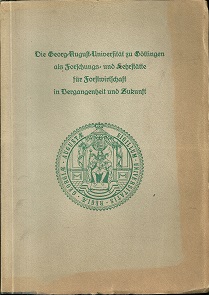 Die Georg-August-Universität zu Göttingen
als Forschungs- und Lehrstätte
für Forstwirtschaft
in Vergangenheit und Zukunft